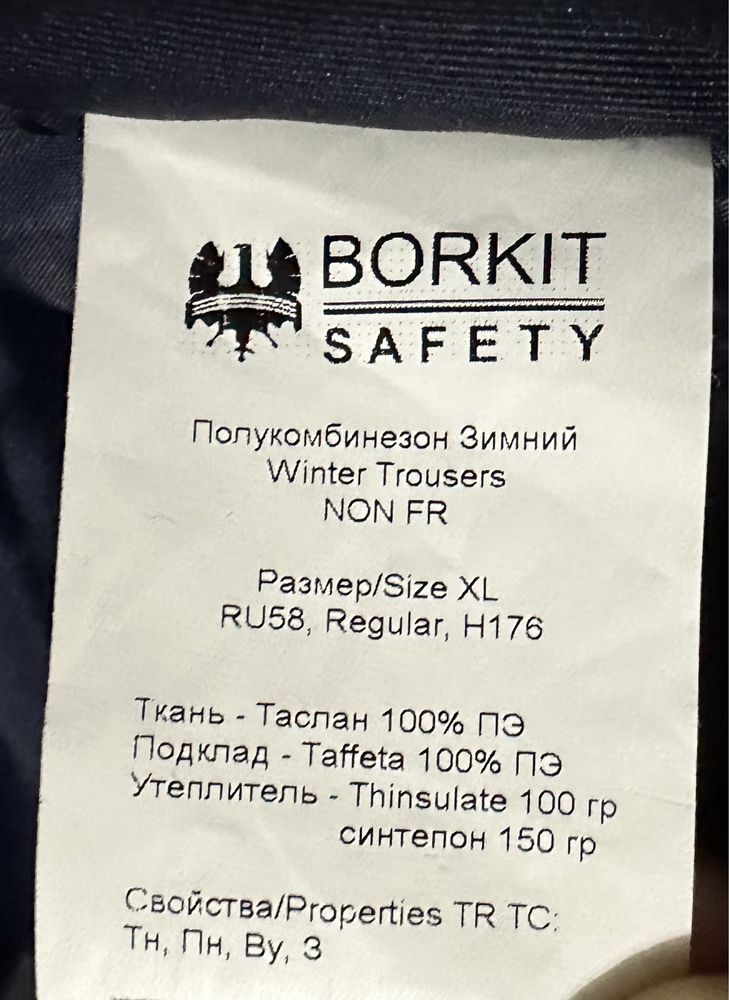 BORKIT
SAFETY
Полукомбинезон Зимний
Winter Trousers
NON FR
Размер/Size XL
RU58, Regular, H176
Ткань - Таслан 100% ПЭ
Подклад - Taffeta 100% ПЭ
Утеплитель - Thinsulate 100 гр
синтепон 150 гр
Свойства/Properties TR TC:
Тн, Пн, Ву, З